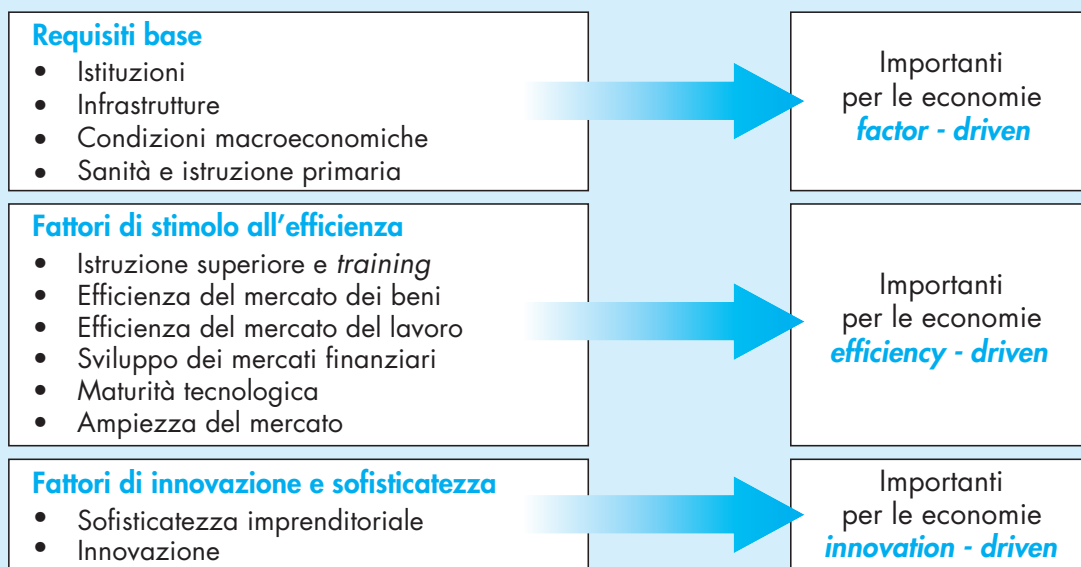 Requisiti base
• Istituzioni
• Infrastrutture
• Condizioni macroeconomiche
• Sanità e istruzione primaria
Importanti
per le economie
factor - driven
Fattori di stimolo all’efficienza
• Istruzione superiore e training
• Efficienza del mercato dei beni
• Efficienza del mercato del lavoro
• Sviluppo dei mercati finanziari
• Maturità tecnologica
• Ampiezza del mercato
Importanti
per le economie
efficiency - driven
Fattori di innovazione e sofisticatezza
• Sofisticatezza imprenditoriale
• Innovazione
Importanti
per le economie
innovation - driven